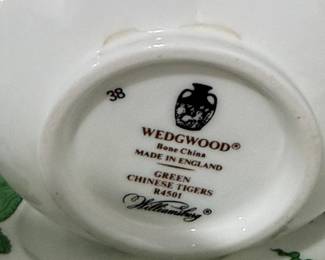 38
WEDGWOOD®
Bone China
MADE IN ENGLAND
GREEN
CHINESE TIGERS
R4501
Williamsburg®